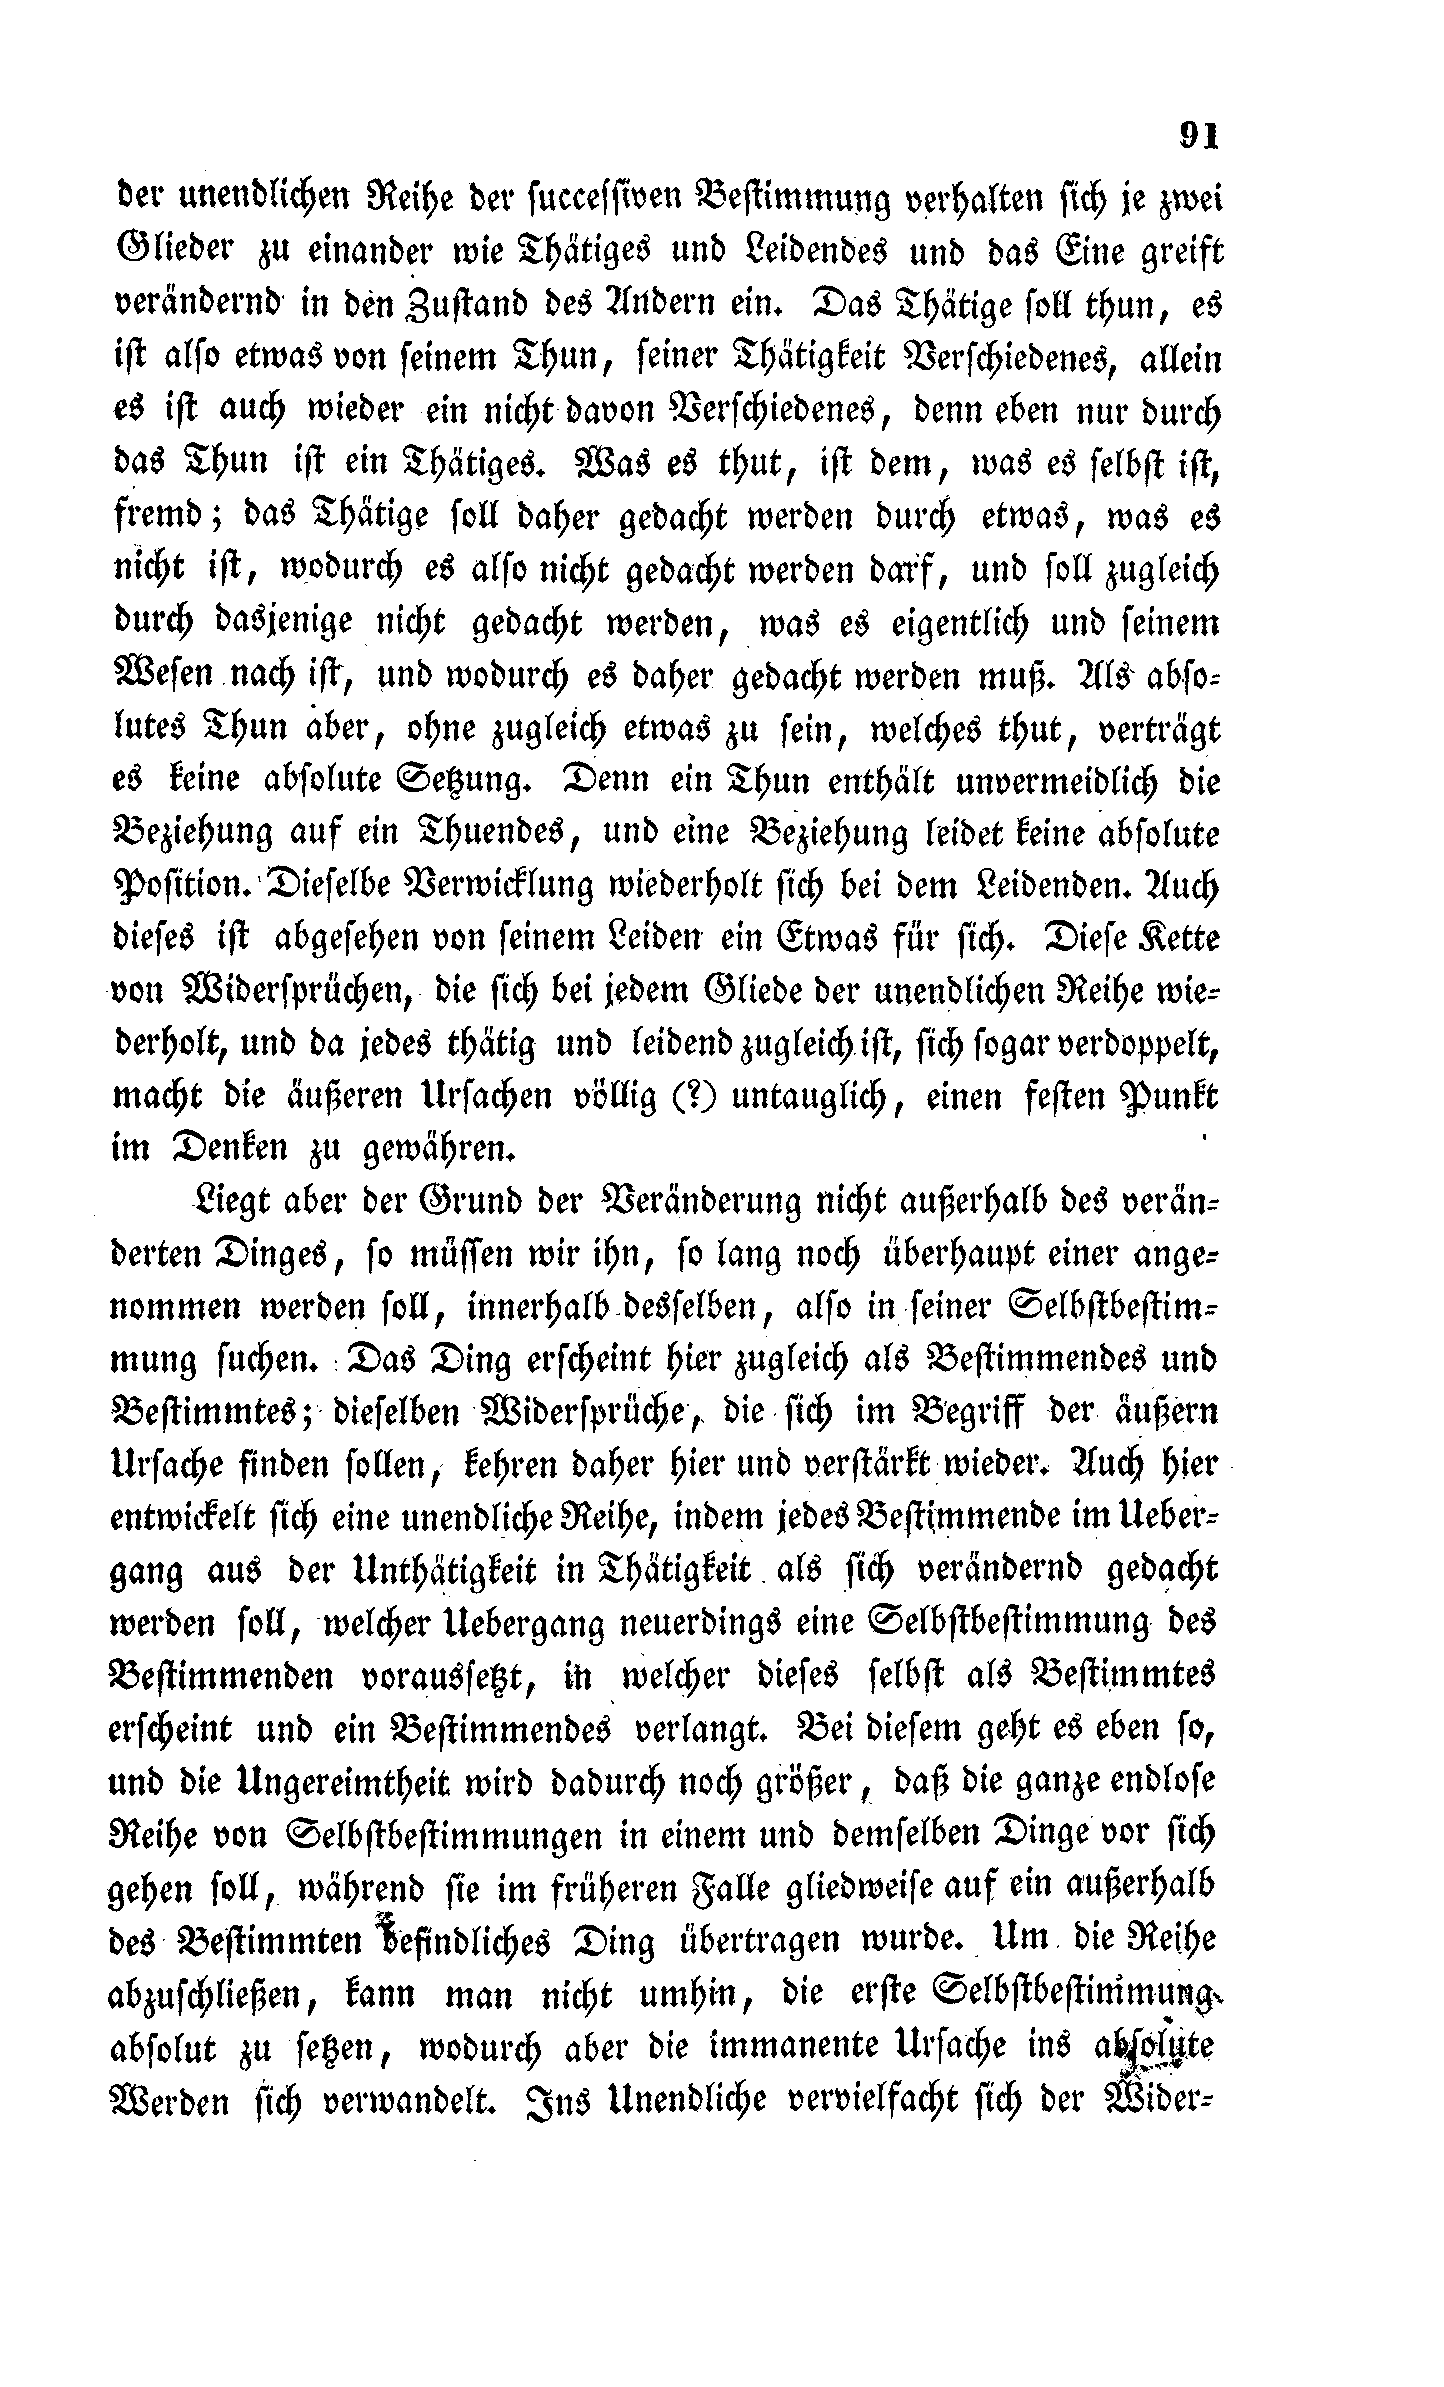 91
der unendlichen Reihe der successiven Bestimmung verhalten sich je zwei
Glieder zu einander wie Thätiges und Leidendes und das Eine greift
verändernd in den Zustand des Andern ein. Das Thätige soll thun, es
ist also etwas von seinem Thun, seiner Thätigkeit Verschiedenes, allein
es ist auch wieder ein nicht davon Verschiedenes, denn eben nur durch
das Thun ist ein Thätiges. Was es thut, ist dem, was es selbst ist,
fremd; das Thätige soll daher gedacht werden durch etwas, was es
nicht ist, wodurch es also nicht gedacht werden darf, und soll zugleich
durch dasjenige nicht gedacht werden, was es eigentlich und seinem
Wesen nach ist, und wodurch es daher gedacht werden muß. Als abso-
lutes Thun aber, ohne zugleich etwas zu sein, welches thut, verträgt
es keine absolute Setzung. Denn ein Thun enthält unvermeidlich die
Beziehung auf ein Thuendes, und eine Beziehung leidet keine absolute
Position. Dieselbe Verwicklung wiederholt sich bei dem Leidenden. Auch
dieses ist abgesehen von seinem Leiden ein Etwas für sich. Diese Kette
von Widersprüchen, die sich bei jedem Gliede der unendlichen Reihe wie-
derholt, und da jedes thätig und leidend zugleich ist, sich sogar verdoppelt,
macht die äußeren Ursachen völlig (?) untauglich, einen festen Punkt
im Denken zu gewähren.
Liegt aber der Grund der Veränderung nicht außerhalb des verän-
derten Dinges, so müssen wir ihn, so lang noch überhaupt einer ange-
nommen werden soll, innerhalb desselben, also in seiner Selbstbestim-
mung suchen. Das Ding erscheint hier zugleich als Bestimmendes und
Bestimmtes; dieselben Widersprüche, die sich im Begriff der äußern
Ursache finden sollen, kehren daher hier und verstärkt wieder. Auch hier
entwickelt sich eine unendliche Reihe, indem jedes Bestimmende im Ueber-
gang aus der Unthätigkeit in Thätigkeit als sich verändernd gedacht
werden soll, welcher Uebergang neuerdings eine Selbstbestimmung des
Bestimmenden voraussetzt, in welcher dieses selbst als Bestimmtes
erscheint und ein Bestimmendes verlangt. Bei diesem geht es eben so,
und die Ungereimtheit wird dadurch noch größer, daß die ganze endlose
Reihe von Selbstbestimmungen in einem und demselben Dinge vor sich
gehen soll, während sie im früheren Falle gliedweise auf ein außerhalb
des Bestimmten befindliches Ding übertragen wurde. Um die Reihe
abzuschließen, kann man nicht umhin, die erste Selbstbestimmung
absolut zu setzen, wodurch aber die immanente Ursache ins absolute
Werden sich verwandelt. Ins Unendliche vervielfacht sich der Wider-